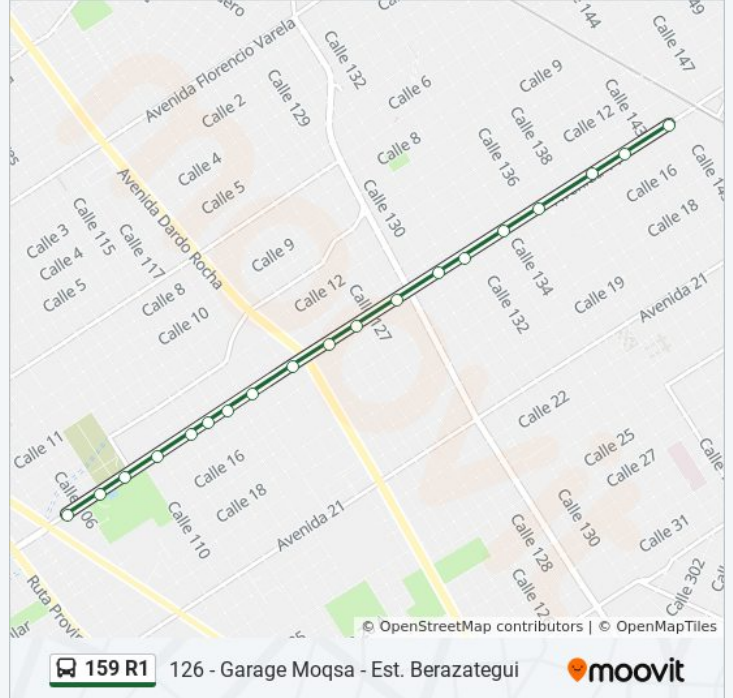 Calle 144
Calle 147
Avenida Florencio Varela
Calle 132
Calle 6
Calle 9
Calle 129
Calle 2
Calle 12
Calle 143
Calle 138
Calle 8
Calle 136
Calle 4
Calle 16
Calle 5
Calle 130
Calle 18
Avenida Dardo Rocha
Calle 3
Calle 115
Calle 117
Calle 4
Calle 9
Calle 134
Calle 5
Calle 8
Calle 12
Calle 19
Avenida 21
Calle 10
Calle 127
Calle 132
Calle 22
Calle 11
Calle 16
Calle 25
Calle 27
Calle 106
Calle 18
Calle 110
Avenida 21
Calle 130
Calle 128
Calle 31
Calle 302
Ruta Provin
© OpenStreetMap contributors | © OpenMapTiles
159 R1
126 - Garage Moqsa - Est. Berazategui
moovit